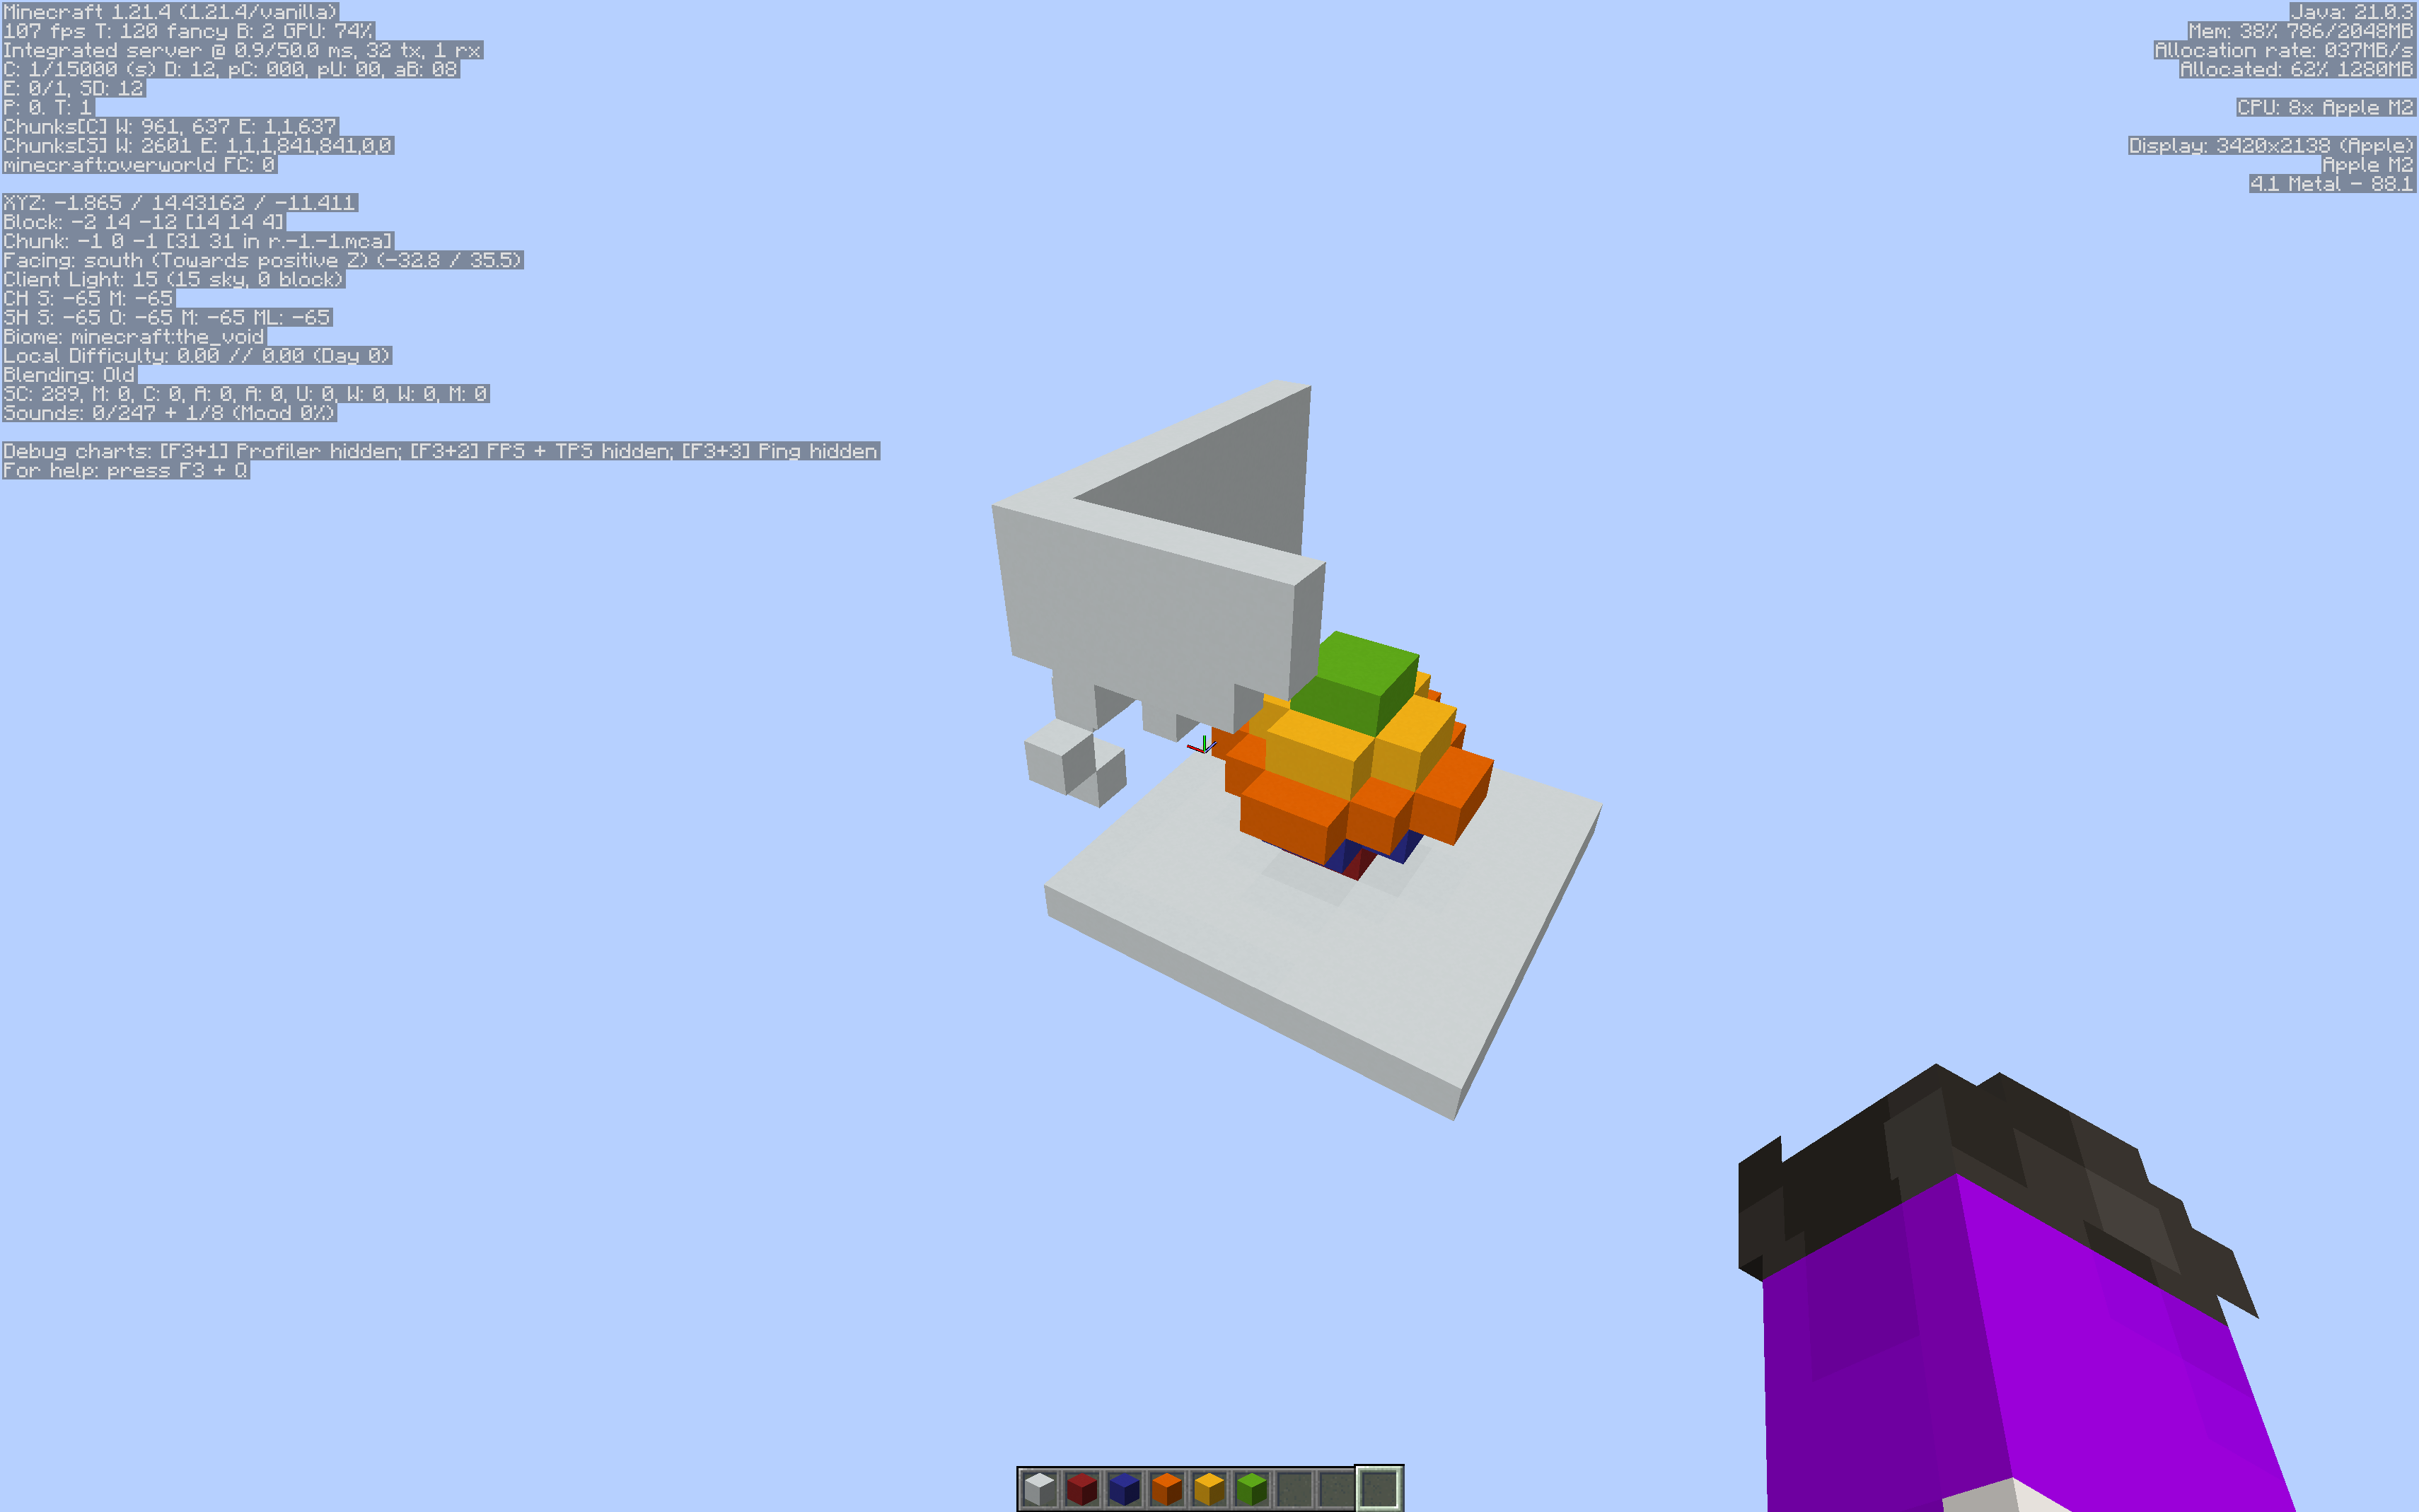 Minecraft 1.21.4 (1.21.4/vanilla)
107 fps T: 120 fancy B: 2 GPU: 74%
Integrated server @ 0.9/50.0 ms, 32 tx, 1 rx
C: 1/15000 (s) D: 12, pC: 000, pU: 00, aB: 08
E: 0/1, SD: 12
P: 0. T: 1
Chunks[C] W: 961, 637 E: 1,1,637
Chunks[S] W: 2601 E: 1,1,1,841,841,0,0
minecraft:overworld FC: 0
XYZ: -1.865 / 14.43162 / -11.411
Block: -2 14 -12 [14 14 4]
Chunk: -1 0 -1 [31 31 in r.-1.-1.mca]
Facing: south (Towards positive Z) (-32.8 / 35.5)
Client Light: 15 (15 sky, 0 block)
CH S: -65 M: -65
SH S: -65 O: -65 M: -65 ML: -65
Biome: minecraft:the_void
Local Difficulty: 0.00 // 0.00 (Day 0)
Blending: Old
SC: 289, M: 0, C: 0, A: 0, A: 0, U: 0, W: 0, W: 0, M: 0
Sounds: 0/247 + 1/8 (Mood 0%)
Debug charts: [F3+1] Profiler hidden; [F3+2] FPS + TPS hidden; [F3+3] Ping hidden
For help: press F3 + Q
Java: 21.0.3
Mem: 38% 786/2048MB
Allocation rate: 037MB/s
Allocated: 62% 1280MB
CPU: 8x Apple M2
Display: 3420x2138 (Apple)
Apple M2
4.1 Metal - 88.1